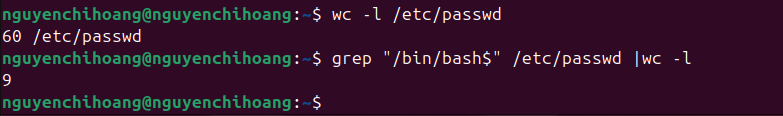 nguyenchihoang@nguyenchihoang:~$ wc -l /etc/passwd
60 /etc/passwd
nguyenchihoang@nguyenchihoang:~$ grep "/bin/bash$" /etc/passwd |wc -l
9
nguyenchihoang@nguyenchihoang:~$